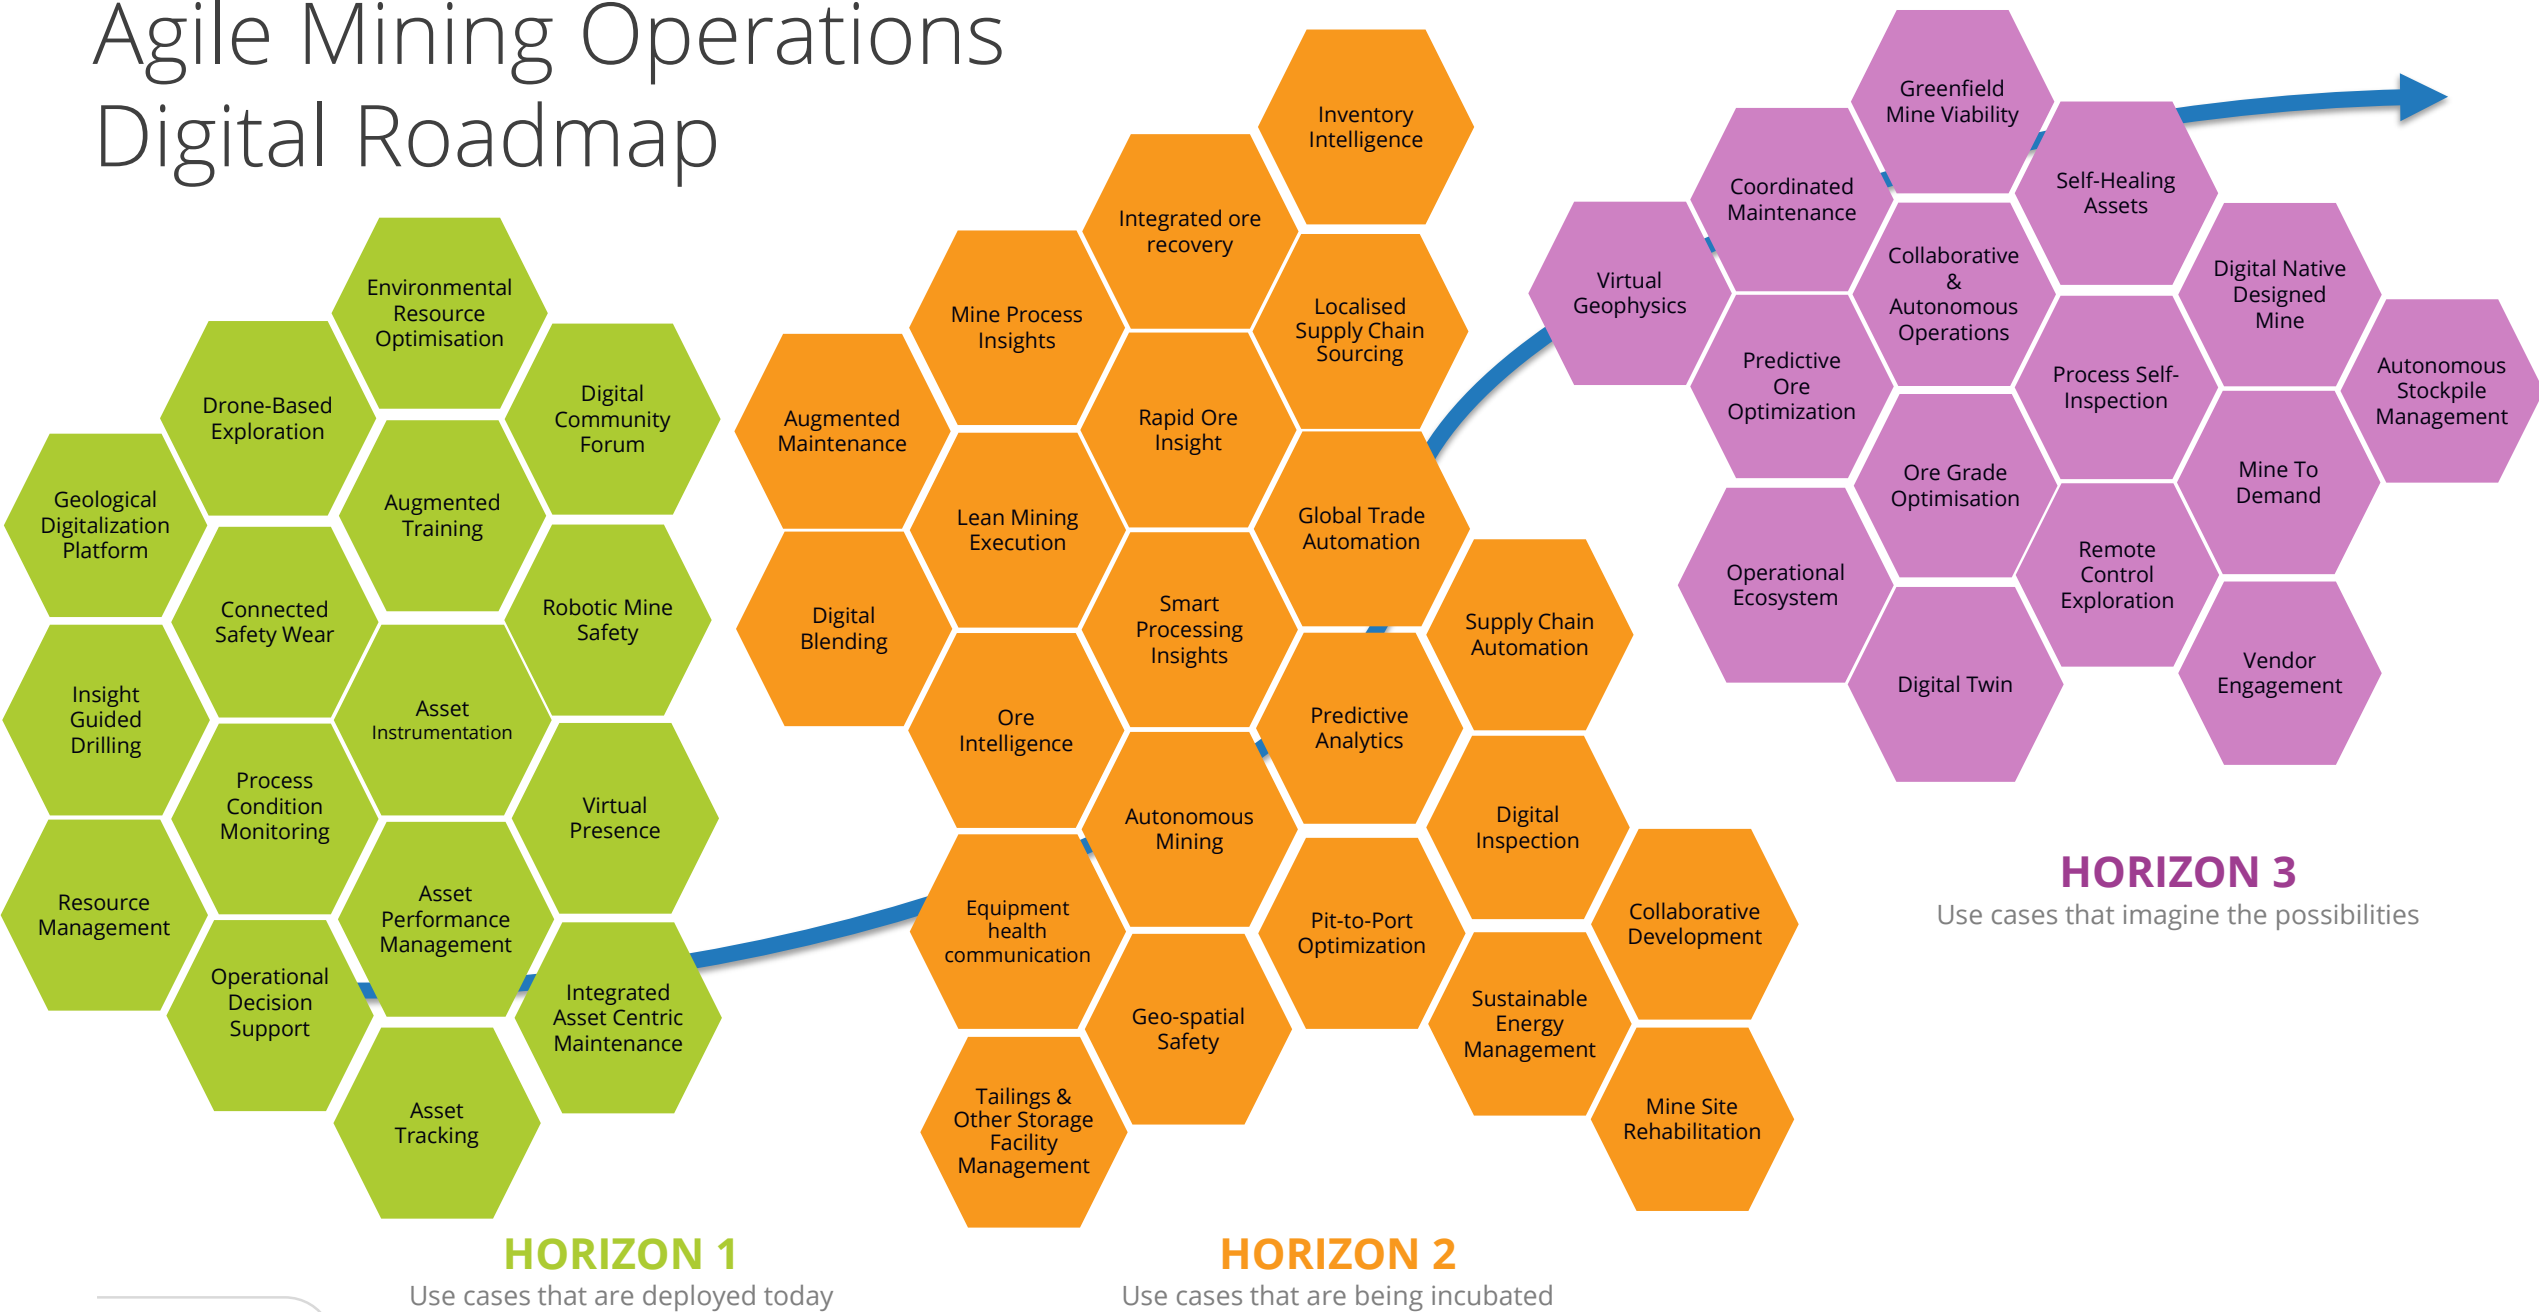 Agile Mining Operations
Digital Roadmap
Environmental
Resource
Optimisation
Drone-Based
Exploration
Digital
Community
Forum
Geological
Digitalization
Platform
Augmented
Training
Connected
Safety Wear
Robotic Mine
Safety
Insight
Guided
Drilling
Asset
Instrumentation
Process
Condition
Monitoring
Virtual
Presence
Resource
Management
Asset
Performance
Management
Operational
Decision
Support
Integrated
Asset Centric
Maintenance
Asset
Tracking
HORIZON 1
Use cases that are deployed today
Inventory
Intelligence
Integrated ore
recovery
Mine Process
Insights
Localised
Supply Chain
Sourcing
Augmented
Maintenance
Rapid Ore
Insight
Lean Mining
Execution
Global Trade
Automation
Digital
Blending
Smart
Processing
Insights
Supply Chain
Automation
Ore
Intelligence
Predictive
Analytics
Autonomous
Mining
Digital
Inspection
Equipment
health
communication
Pit-to-Port
Optimization
Collaborative
Development
Geo-spatial
Safety
Sustainable
Energy
Management
Tailings &
Other Storage
Facility
Management
Mine Site
Rehabilitation
HORIZON 2
Use cases that are being incubated
Greenfield
Mine Viability
Coordinated
Maintenance
Self-Healing
Assets
Virtual
Geophysics
Collaborative
&
Autonomous
Operations
Digital Native
Designed
Mine
Predictive
Ore
Optimization
Process Self-
Inspection
Autonomous
Stockpile
Management
Ore Grade
Optimisation
Mine To
Demand
Operational
Ecosystem
Remote
Control
Exploration
Digital Twin
Vendor
Engagement
HORIZON 3
Use cases that imagine the possibilities